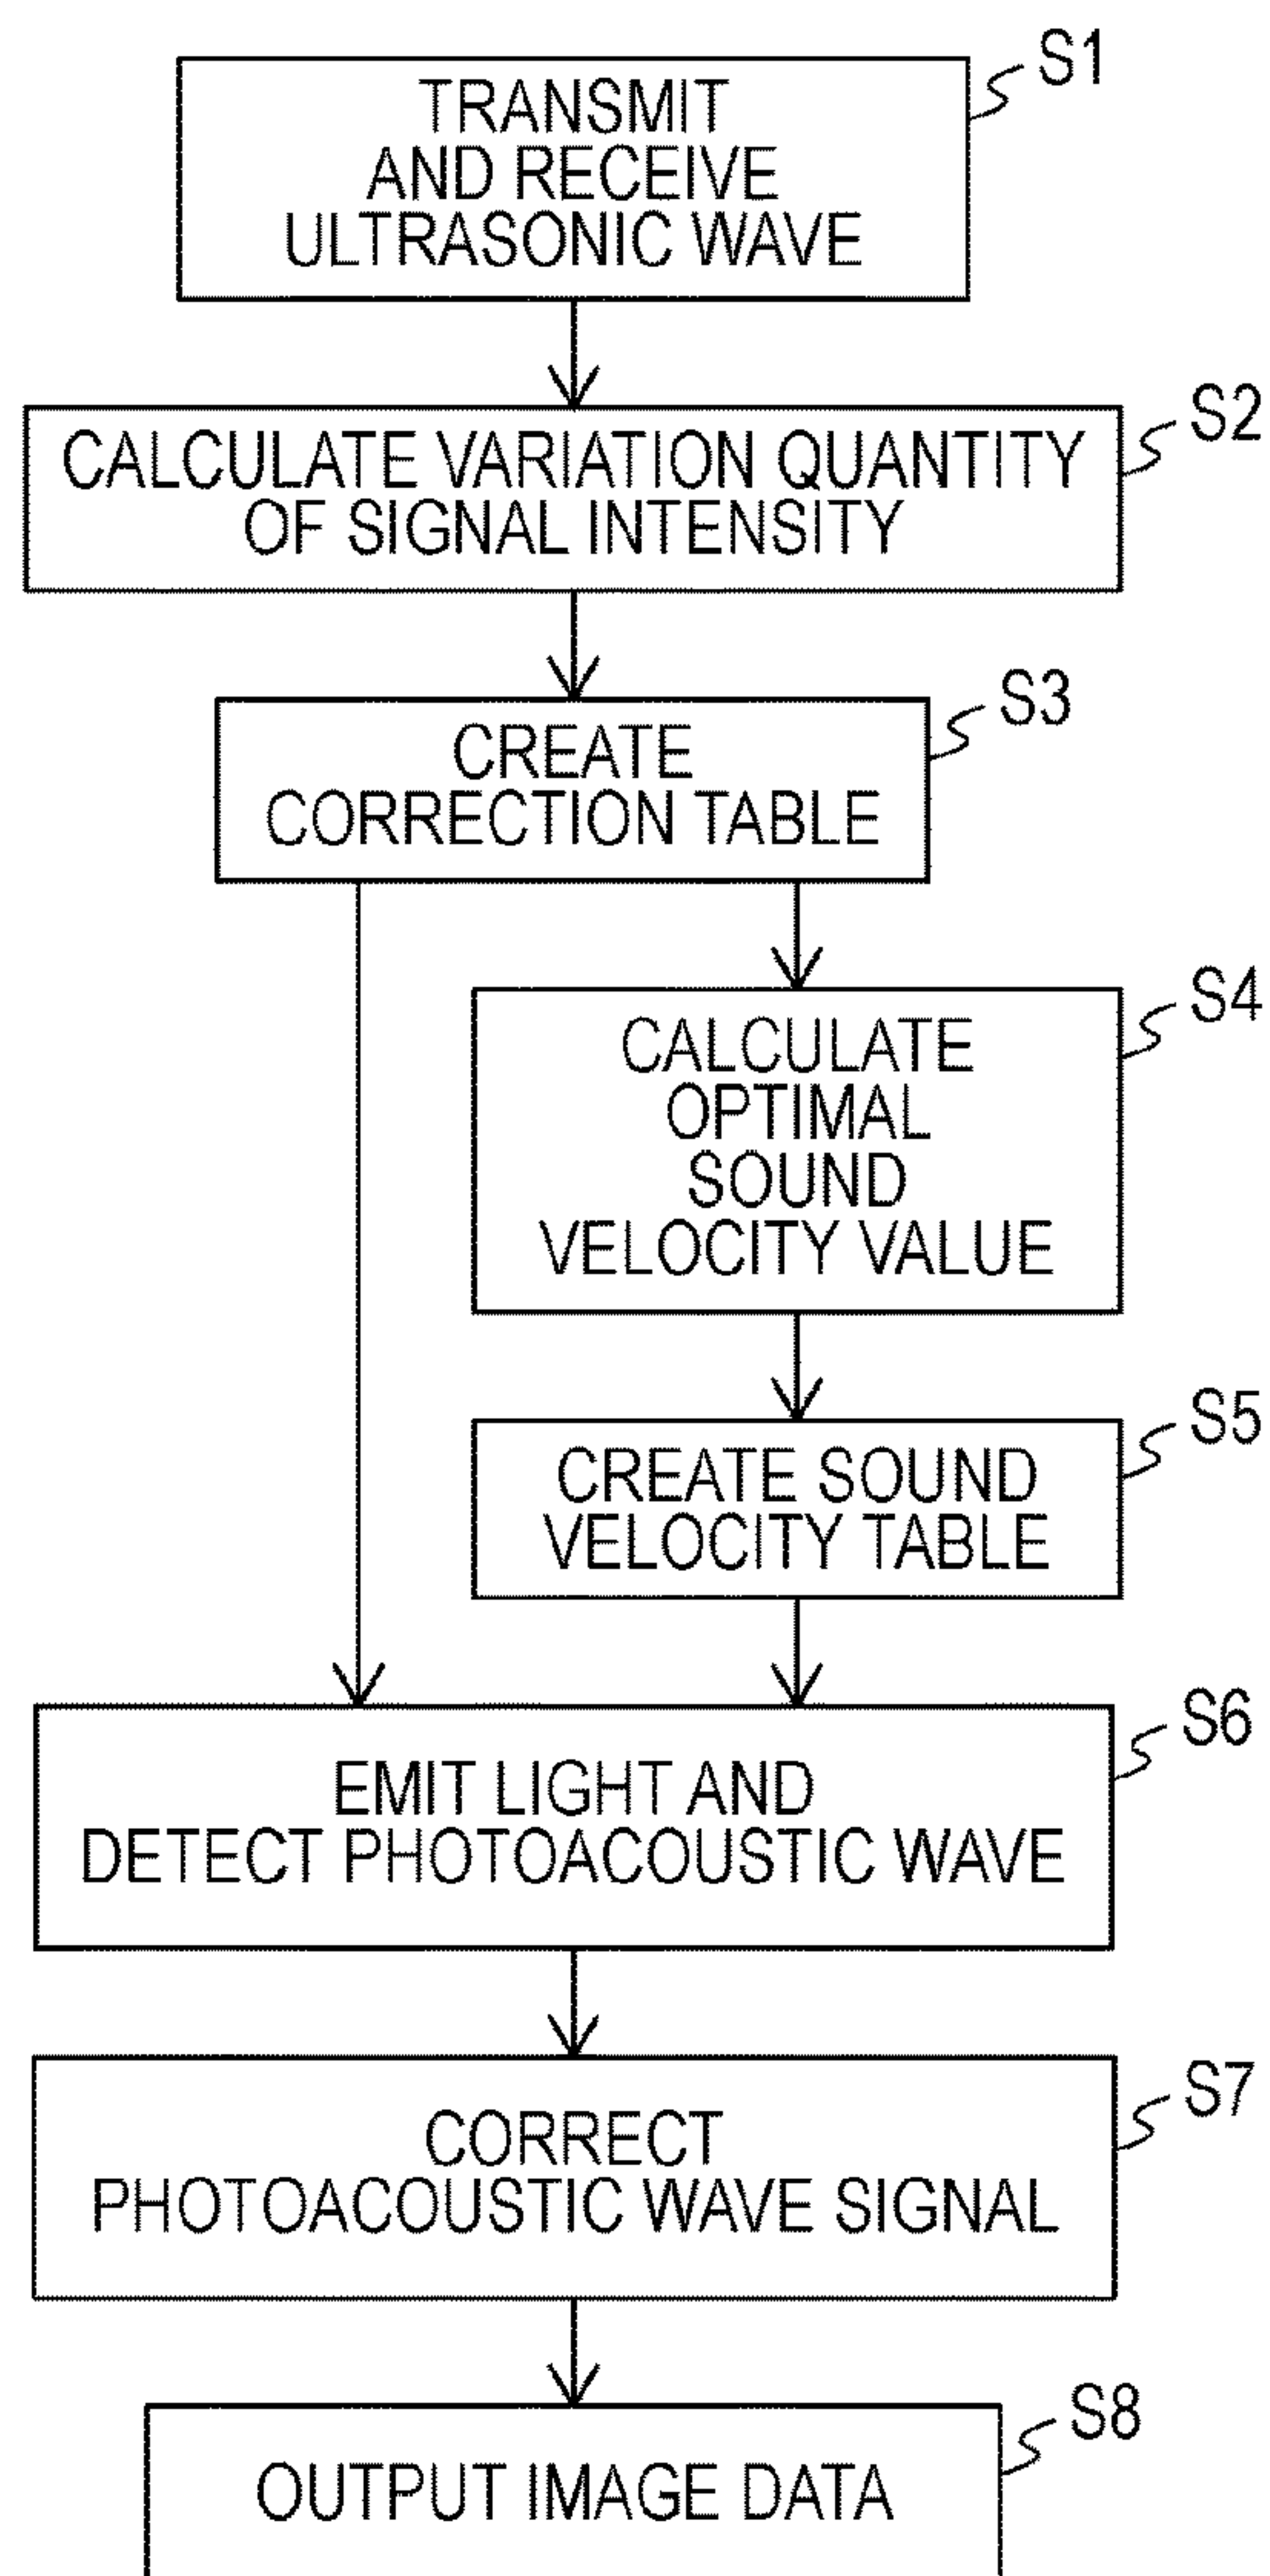 S1
TRANSMIT
AND RECEIVE
ULTRASONIC WAVE
S2
CALCULATE VARIATION QUANTITY
OF SIGNAL INTENSITY
S3
CREATE
CORRECTION TABLE
S4
CALCULATE
OPTIMAL
SOUND
VELOCITY VALUE
S5
CREATE SOUND
VELOCITY TABLE
S6
EMIT LIGHT AND
DETECT PHOTOACOUSTIC WAVE
S7
CORRECT
PHOTOACOUSTIC WAVE SIGNAL
S8
OUTPUT IMAGE DATA